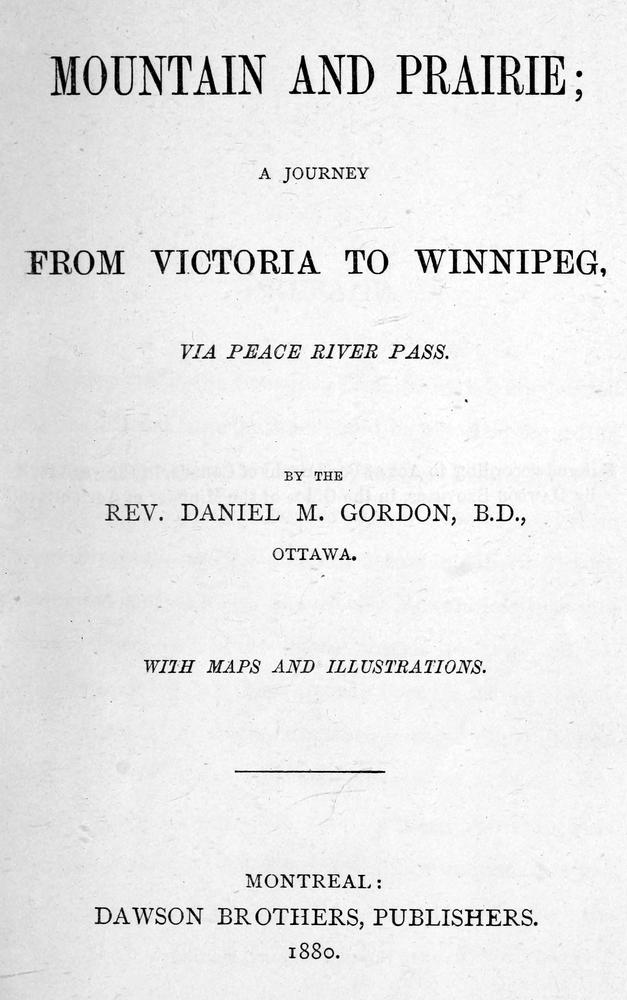 MOUNTAIN AND PRAIRIE;
A JOURNEY
FROM VICTORIA TO WINNIPEG,
VIA PEACE RIVER PASS.
BY THE
REV. DANIEL M. GORDON, B.D.,
OTTAWA.
WITH MAPS AND ILLUSTRATIONS.
MONTREAL:
DAWSON BROTHERS, PUBLISHERS.
1880.